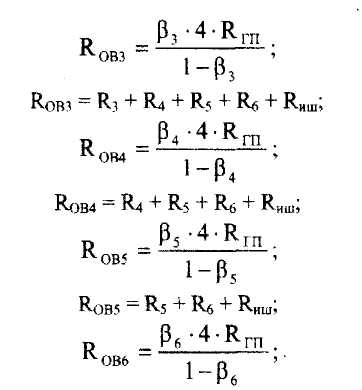 R_ОВ3 = (β_3 · 4 · R_ГП) / (1 − β_3) ;
R_ОВ3 = R_3 + R_4 + R_5 + R_6 + R_иш;
R_ОВ4 = (β_4 · 4 · R_ГП) / (1 − β_4) ;
R_ОВ4 = R_4 + R_5 + R_6 + R_иш;
R_ОВ5 = (β_5 · 4 · R_ГП) / (1 − β_5) ;
R_ОВ5 = R_5 + R_6 + R_иш;
R_ОВ6 = (β_6 · 4 · R_ГП) / (1 − β_6) ;